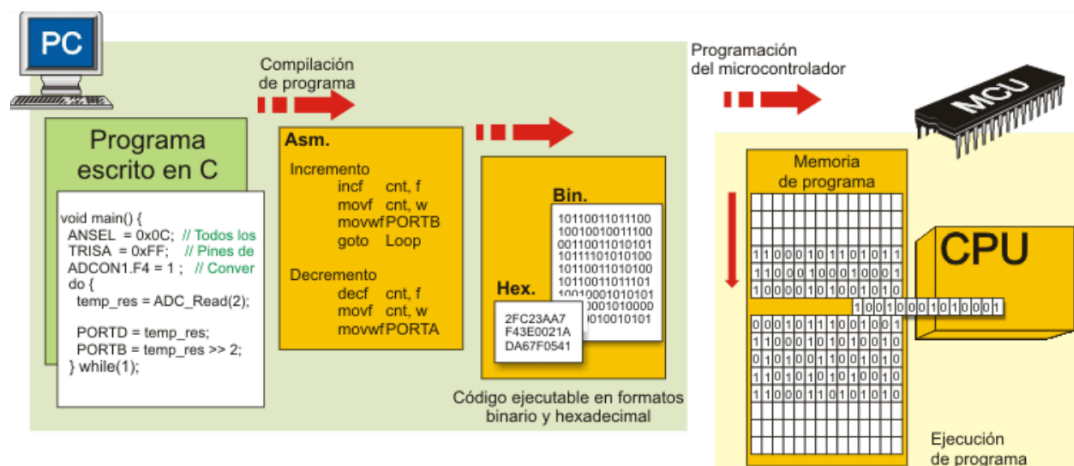 PC
Compilación
de programa
Programación
del microcontrolador
MCU
Programa
escrito en C
void main() {
ANSEL = 0x0C; // Todos los
TRISA = 0xFF; // Pines de
ADCON1.F4 = 1 ; // Conver
do {
temp_res = ADC_Read(2);
PORTD = temp_res;
PORTB = temp_res >> 2;
} while(1);
Asm.
Incremento
incf cnt, f
movf cnt, w
movwf PORTB
goto Loop
Decremento
decf cnt, f
movf cnt, w
movwf PORTA
Bin.
10110011011100
10010010011100
00110011010101
10111101010100
10110011010100
10110011011101
10010001010101
Hex.
2FC23AA7
F43E0021A
DA67F0541
Código ejecutable en formatos
binario y hexadecimal
Memoria
de programa
CPU
10010001010001
Ejecución
de programa